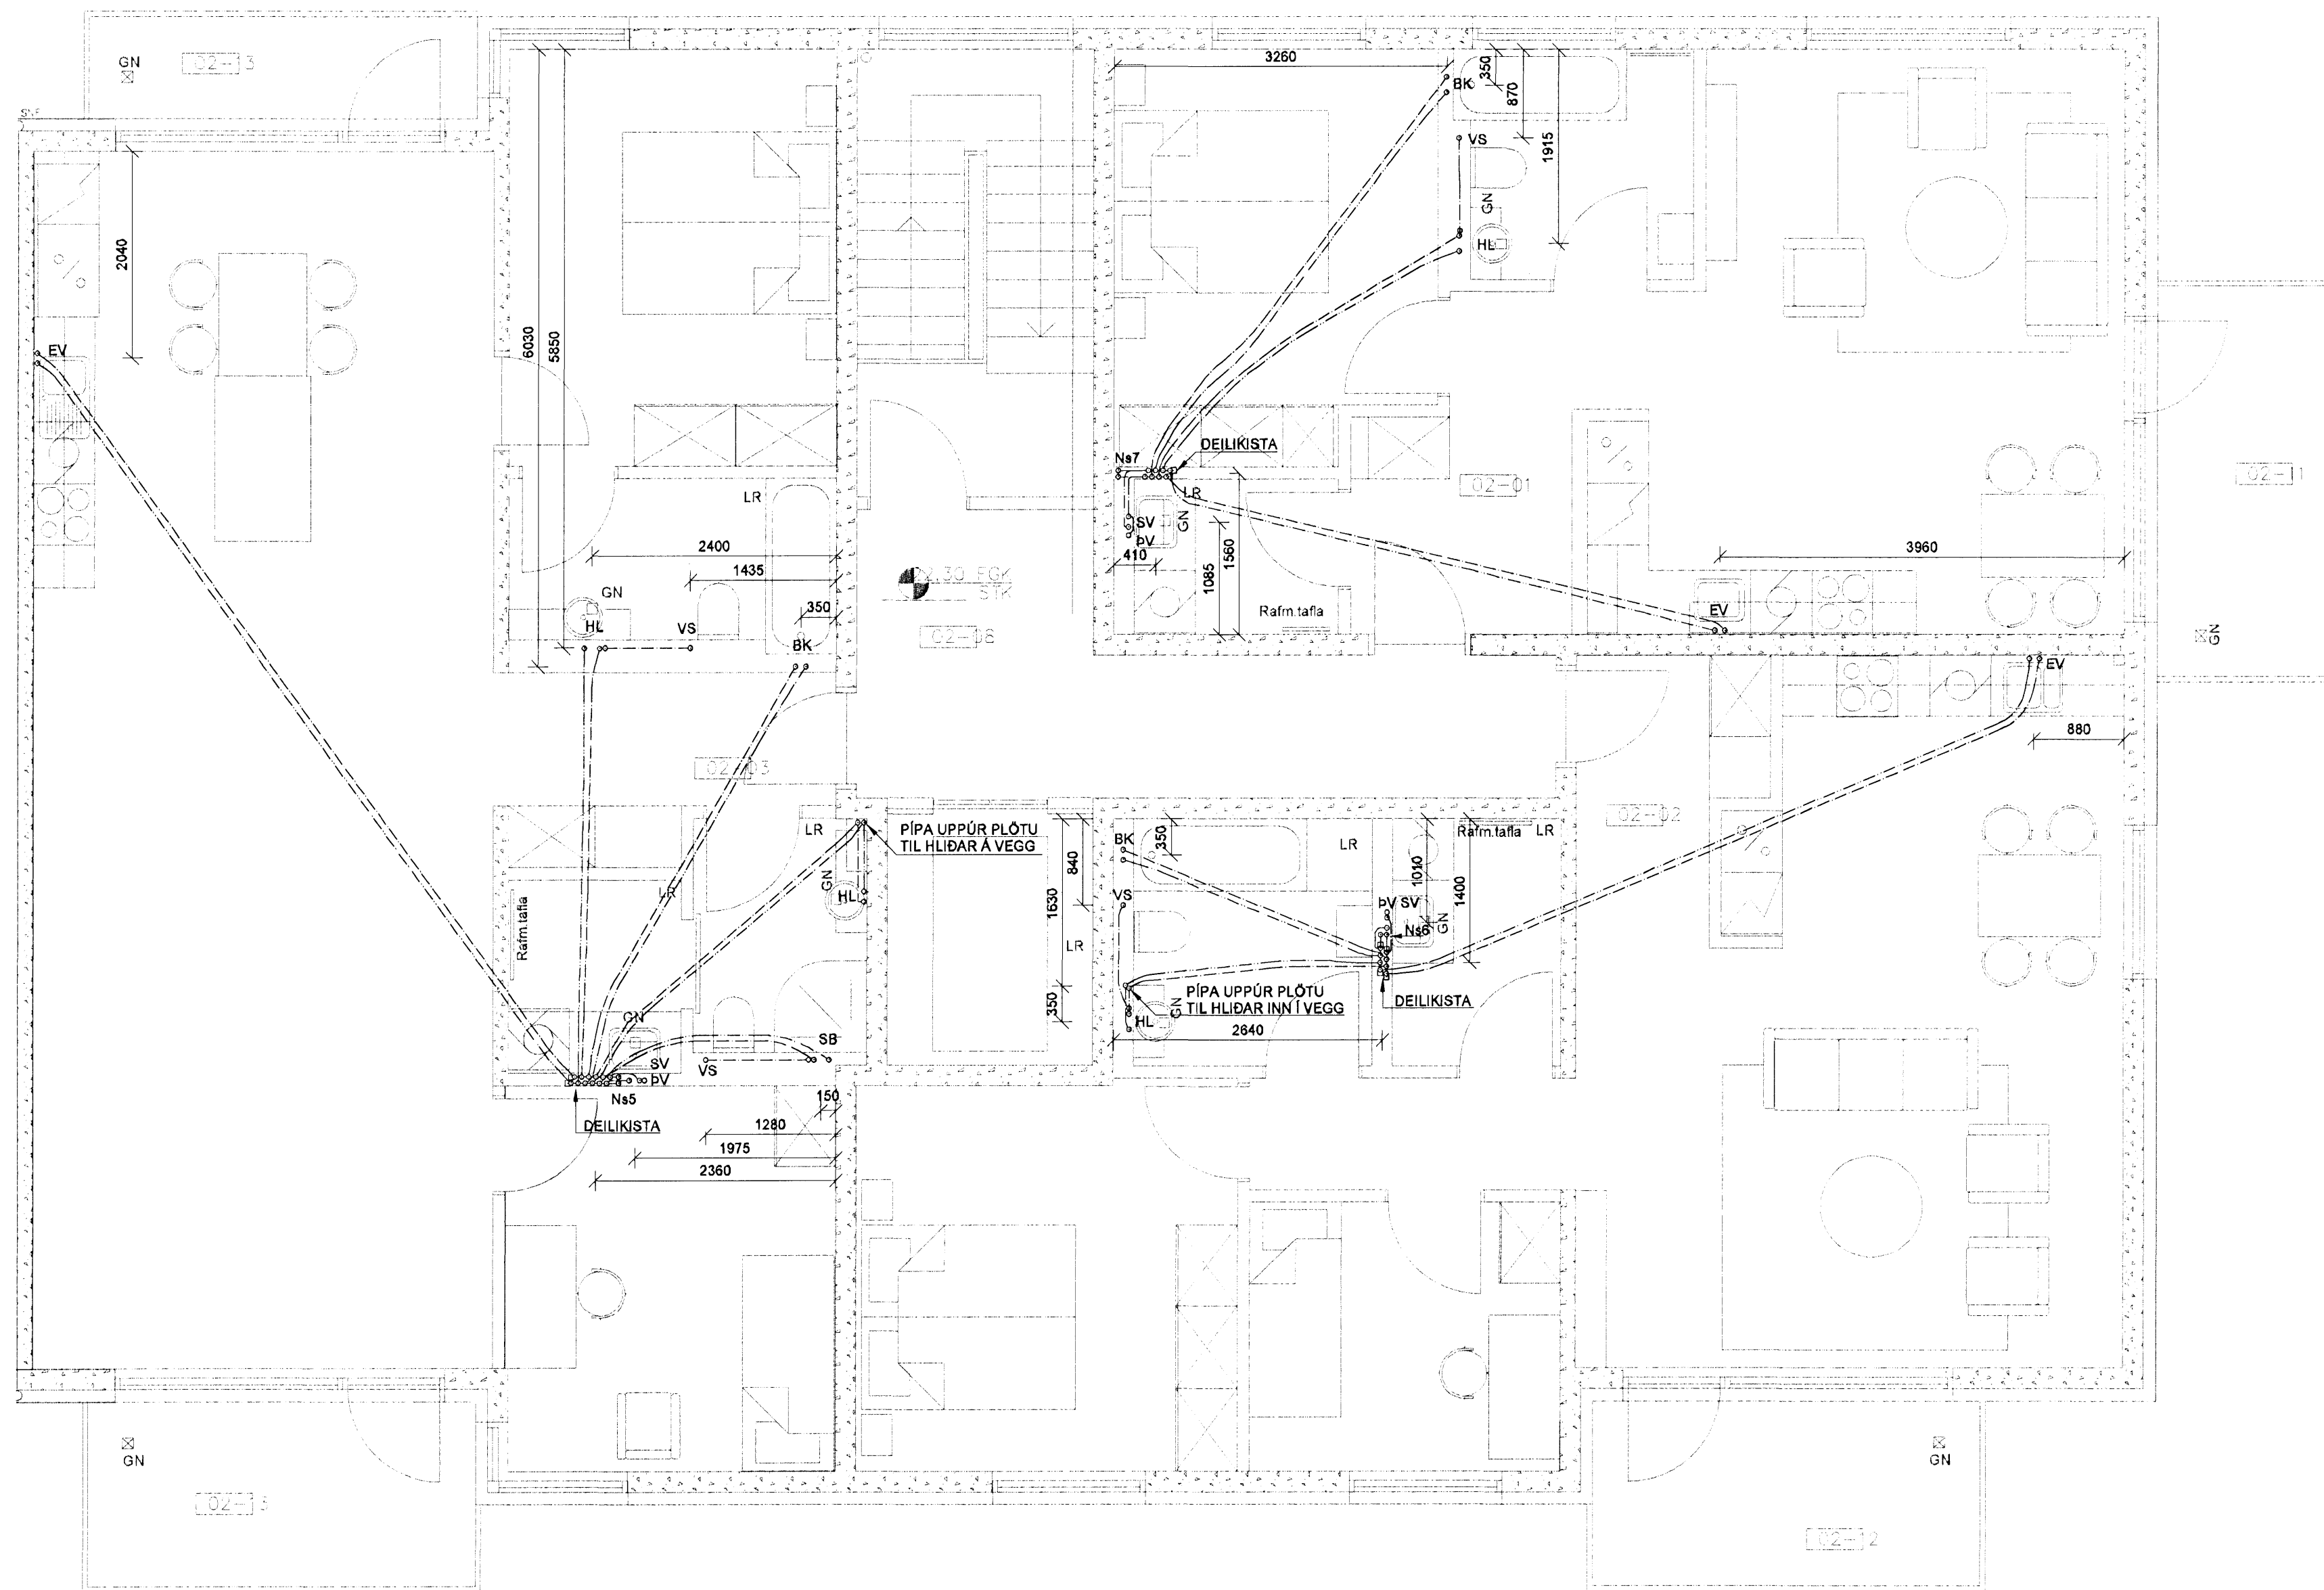 GN
02-13
3260
BK
350
870
1915
VS
GN
HL
2040
EV
6030
5850
DEILIKISTA
Ns7
LR
SV
ÞV
GN
410
1085
1560
Rafm.tafla
02-01
02-11
3960
EV
GN
LR
2400
1435
350
GN
HL
VS
BK
02-08
EV
880
02-03
02-02
LR
PÍPA UPPÚR PLÖTU
TIL HLIÐAR Á VEGG
GN
HL
LR
Rafm.tafla
BK
350
840
1630
VS
LR
350
LR
1010
1400
Rafm.tafla
LR
ÞV SV
GN
Ns6
PÍPA UPPÚR PLÖTU
TIL HLIÐAR INN Í VEGG
GN
HL
DEILIKISTA
2640
GN
SB
SV
ÞV
VS
Ns5
DEILIKISTA
150
1280
1975
2360
GN
02-13
GN
02-12